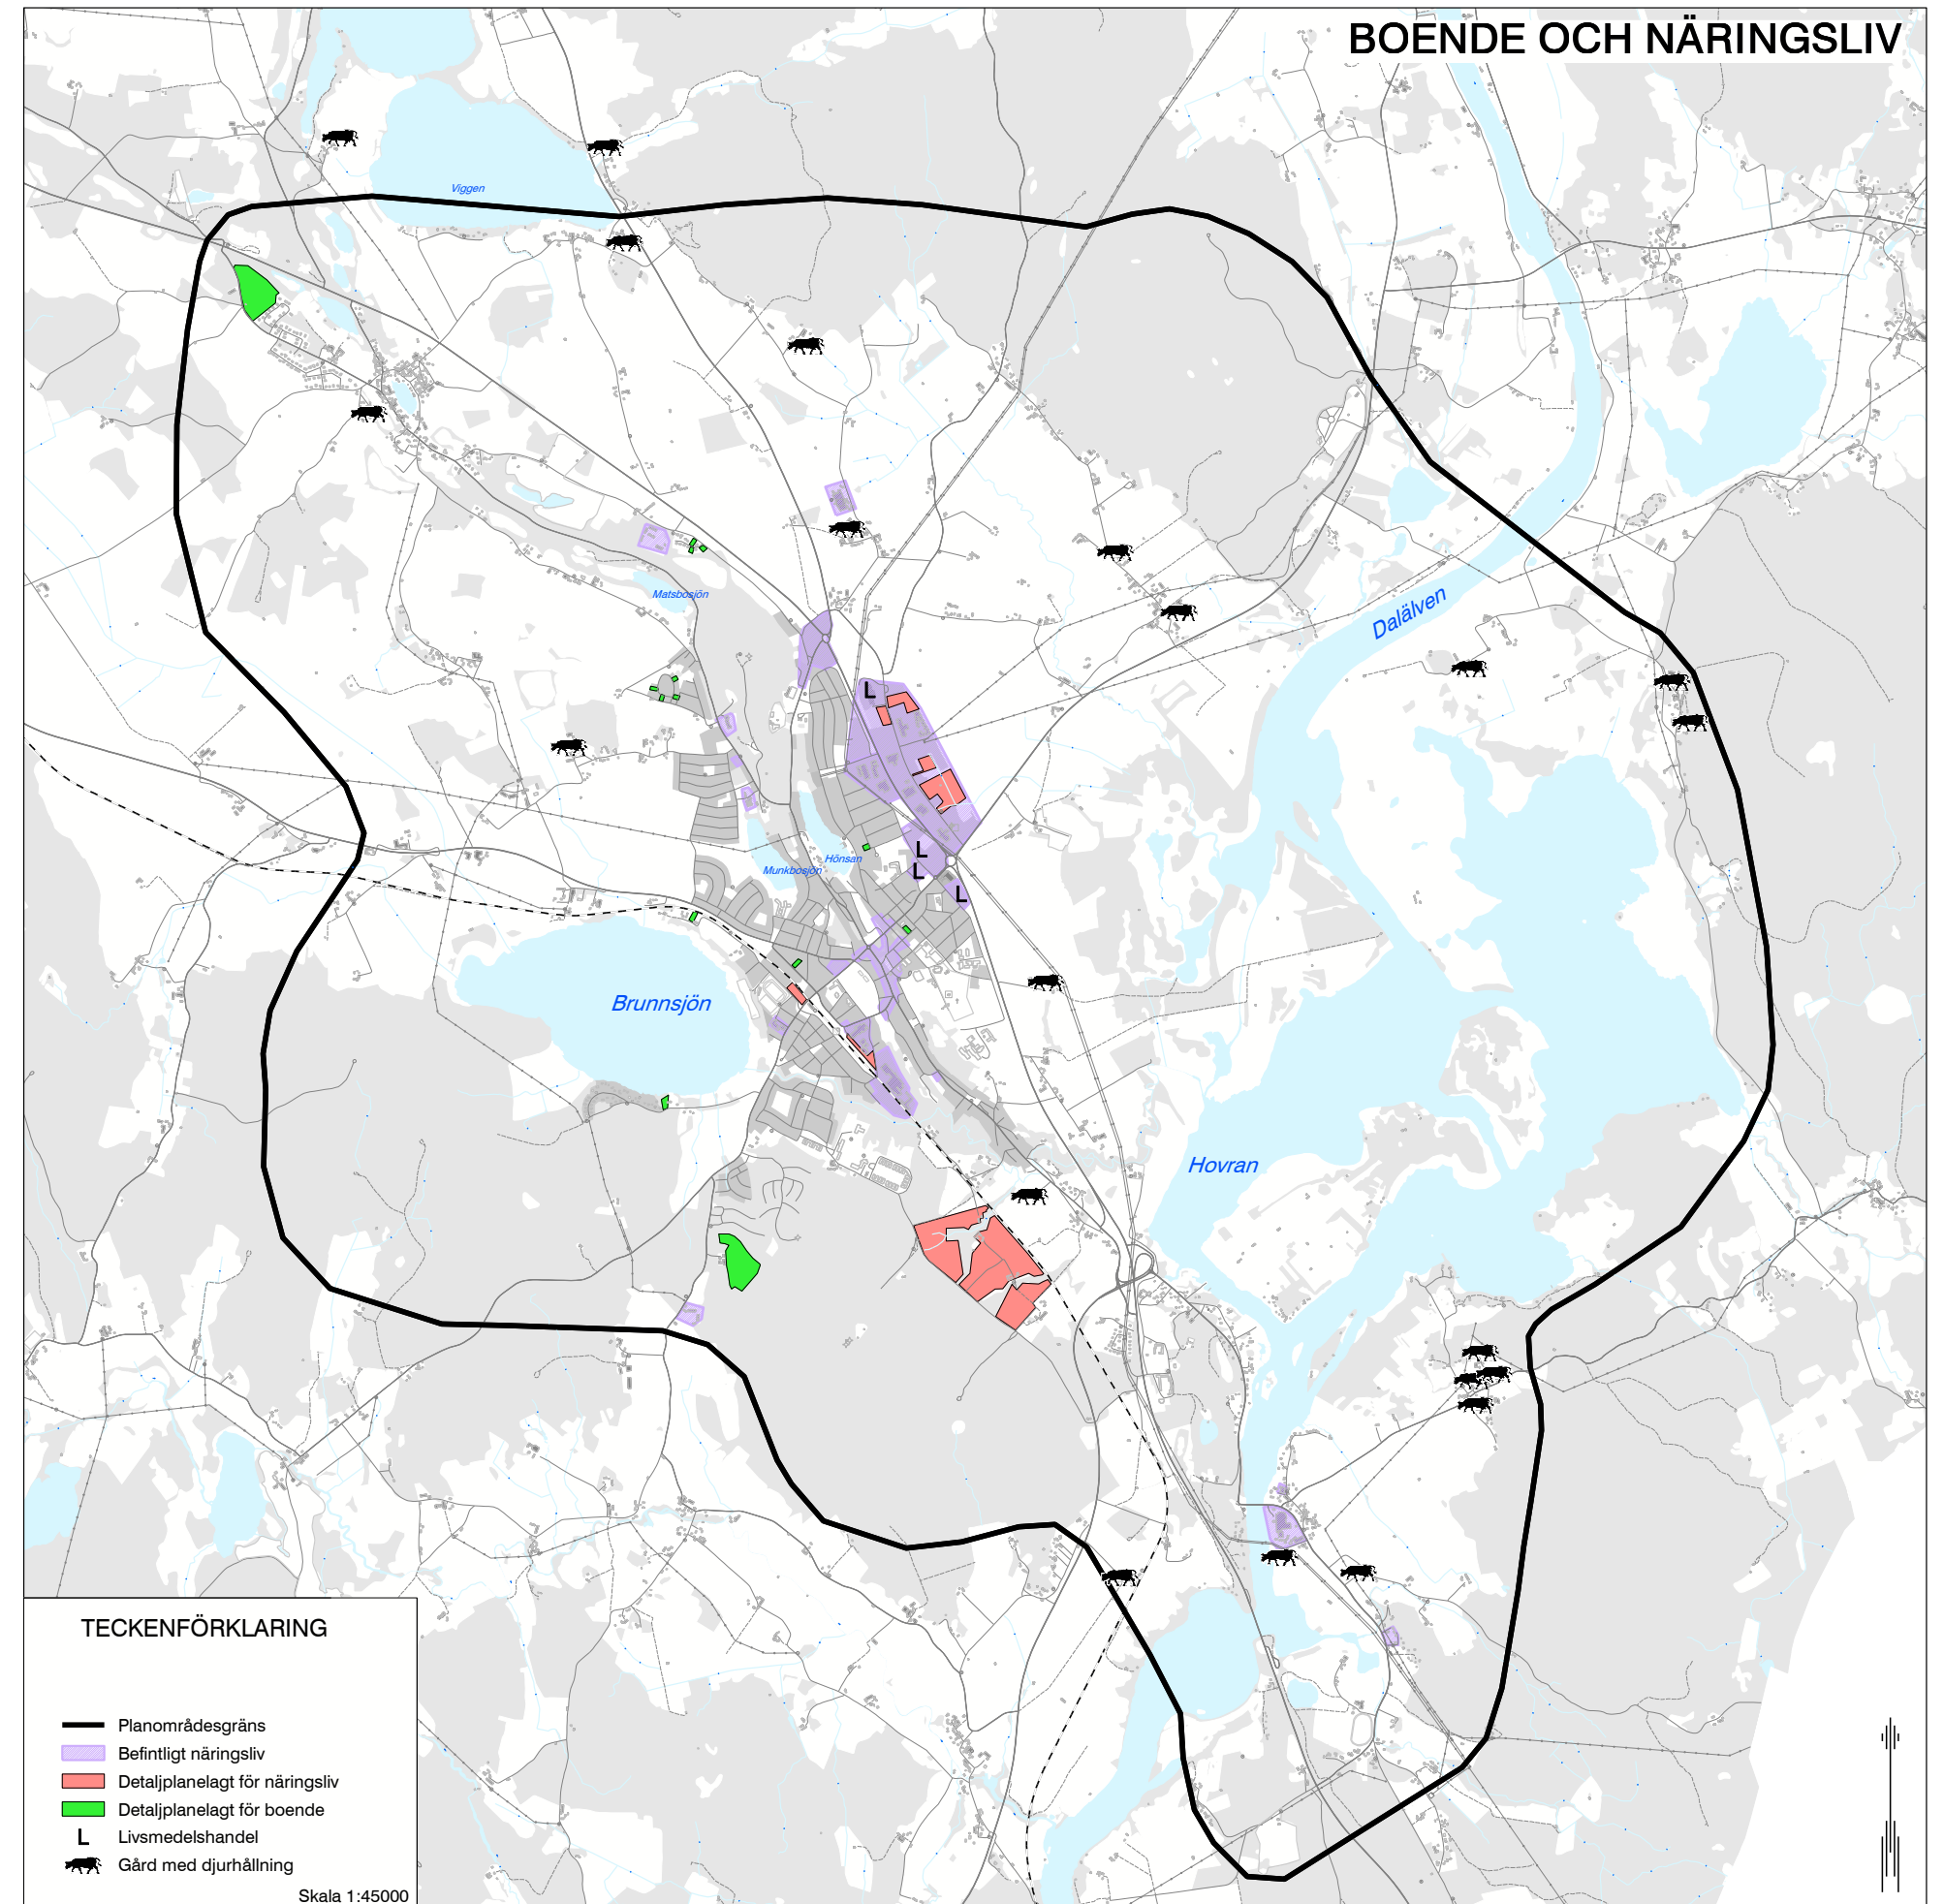 BOENDE OCH NÄRINGSLIV
Viggen
Matsbosjön
Dalälven
L
Hönsan
Munkbosjön
L
L
L
Brunnsjön
Hovran
TECKENFÖRKLARING
Planområdesgräns
Befintligt näringsliv
Detaljplanelagt för näringsliv
Detaljplanelagt för boende
L Livsmedelshandel
Gård med djurhållning
Skala 1:45000